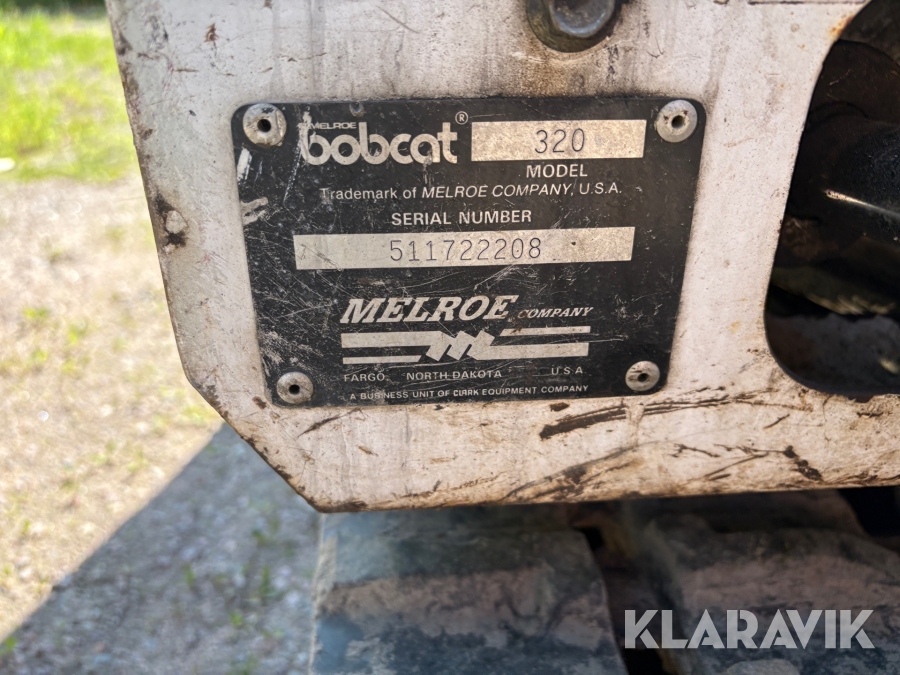 MELROE
bobcat® 320
MODEL
Trademark of MELROE COMPANY, U.S.A.
SERIAL NUMBER
511722208
MELROE COMPANY
FARGO, NORTH DAKOTA U.S.A
A BUSINESS UNIT OF CLARK EQUIPMENT COMPANY
KLARAVIK